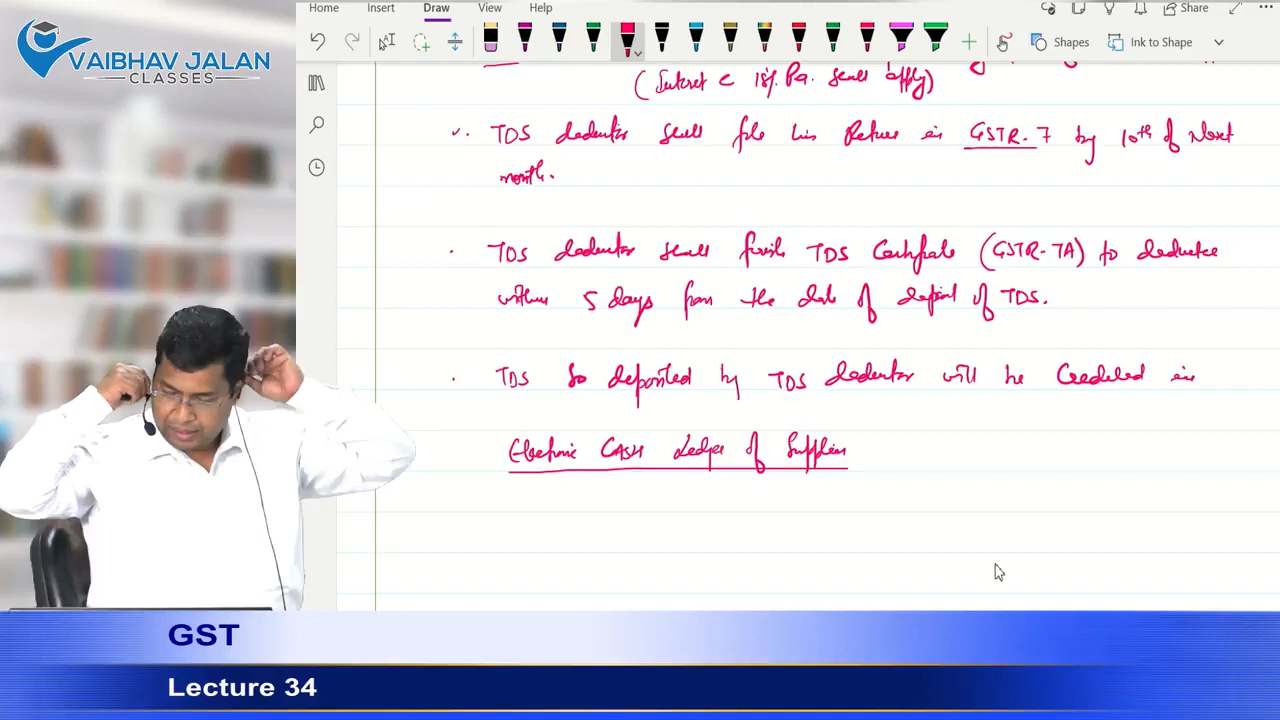 Home Insert Draw View Help Share
VAIBHAV JALAN
CLASSES
Shapes Ink to Shape
(Interest @ 18% Pa. shall apply)
TDS deductor shall file his Return in GSTR-7 by 10th of Next
month.
TDS deductor shall furnish TDS Certificate (GSTR-7A) to deductee
within 5 days from the date of deposit of TDS.
TDS so deposited by TDS deductor will be Credited in
Electronic CASH Ledger of Supplier
GST
Lecture 34